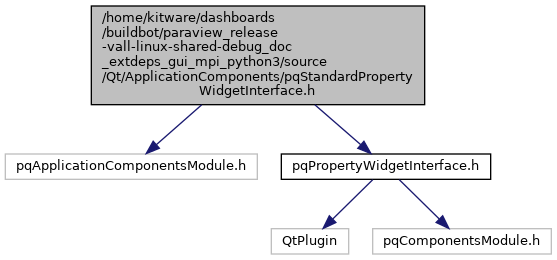 /home/kitware/dashboards
/buildbot/paraview_release
-vall-linux-shared-debug_doc
_extdeps_gui_mpi_python3/source
/Qt/ApplicationComponents/pqStandardProperty
WidgetInterface.h
pqApplicationComponentsModule.h
pqPropertyWidgetInterface.h
QtPlugin
pqComponentsModule.h